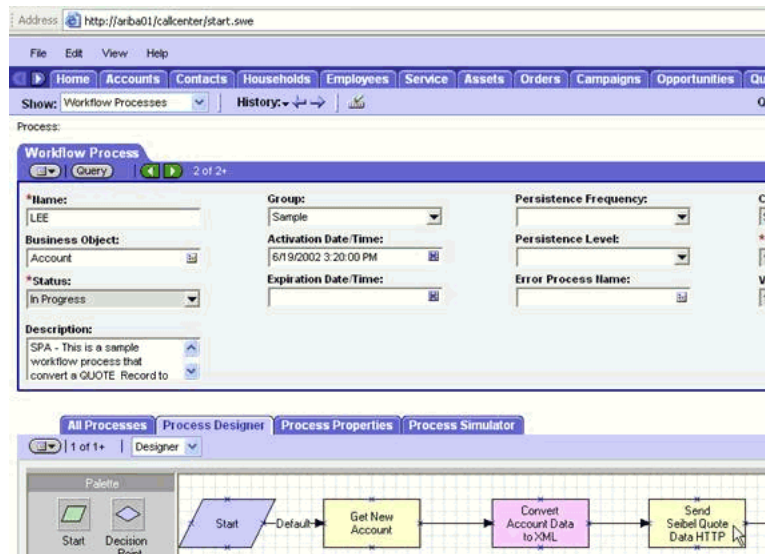 Address http://ariba01/callcenter/start.swe
File Edit View Help
Home Accounts Contacts Households Employees Service Assets Orders Campaigns Opportunities Qu
Show: Workflow Processes History:
Process:
Workflow Process
Query 2 of 2+
*Name: Group: Persistence Frequency:
LEE Sample
Business Object: Activation Date/Time: Persistence Level:
Account 6/19/2002 3:20:00 PM
*Status: Expiration Date/Time: Error Process Name:
In Progress
Description:
SPA - This is a sample
workflow process that
convert a QUOTE Record to
All Processes Process Designer Process Properties Process Simulator
1 of 1+ Designer
Palette
Start Decision
Point
Start Default Get New
Account
Convert
Account Data
to XML
Send
Seibel Quote
Data HTTP